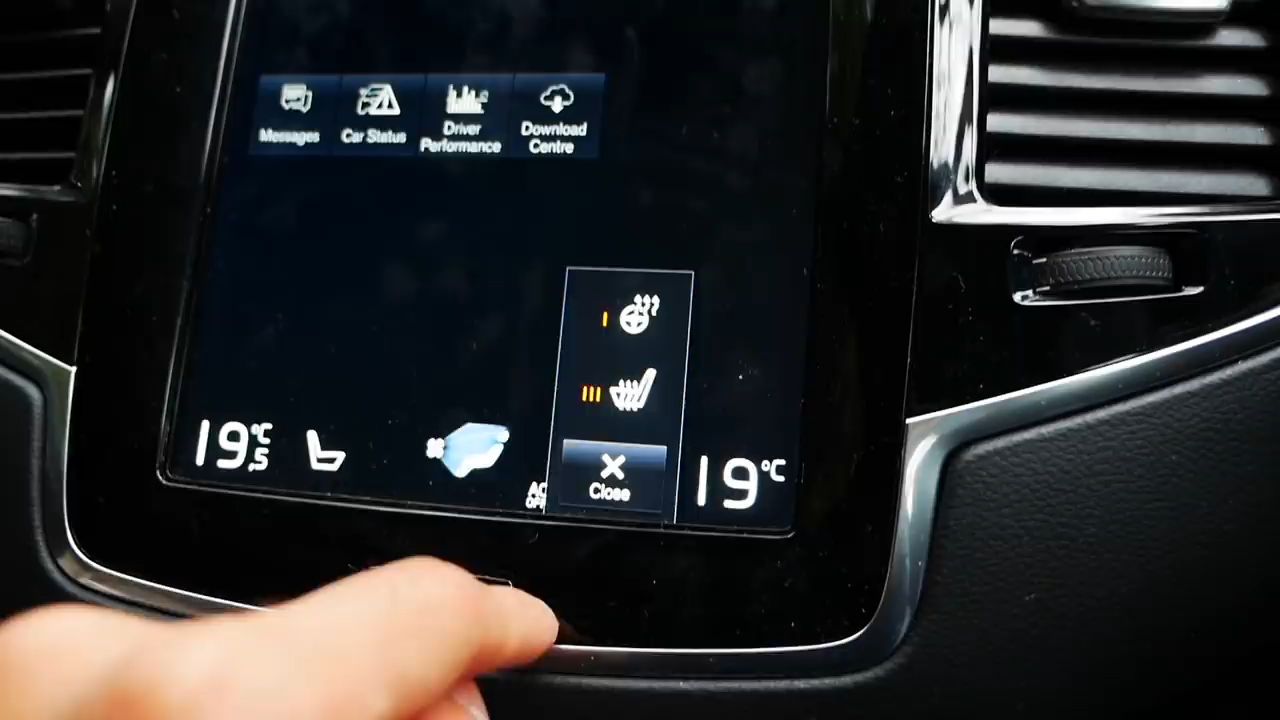 Messages
Car Status
Driver
Performance
Download
Centre
19,5 °C
AC
Close
19 °C